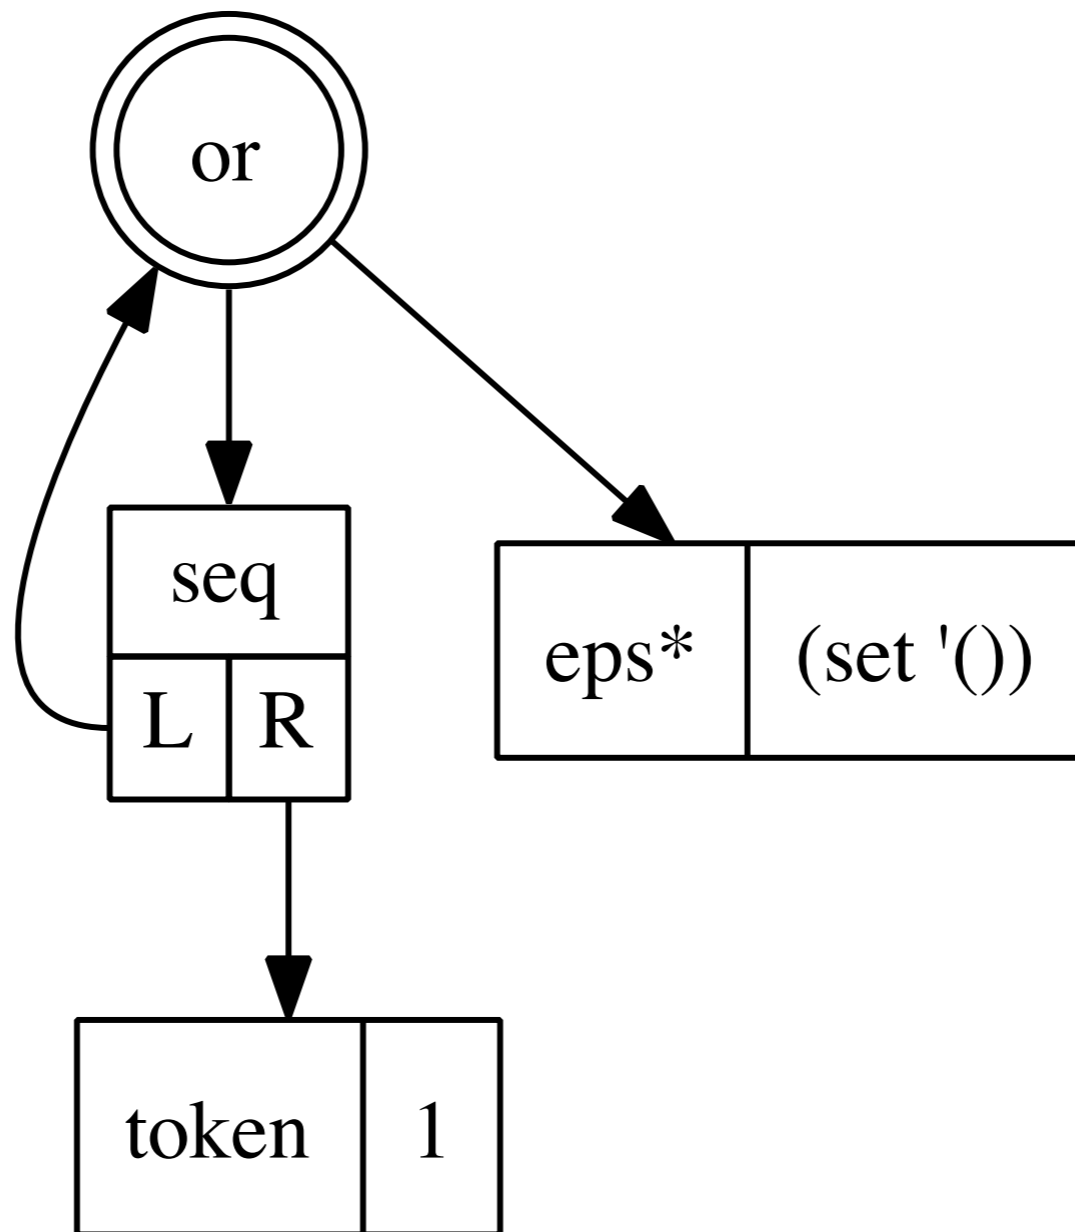 or
seq
L R
eps* (set '())
token 1